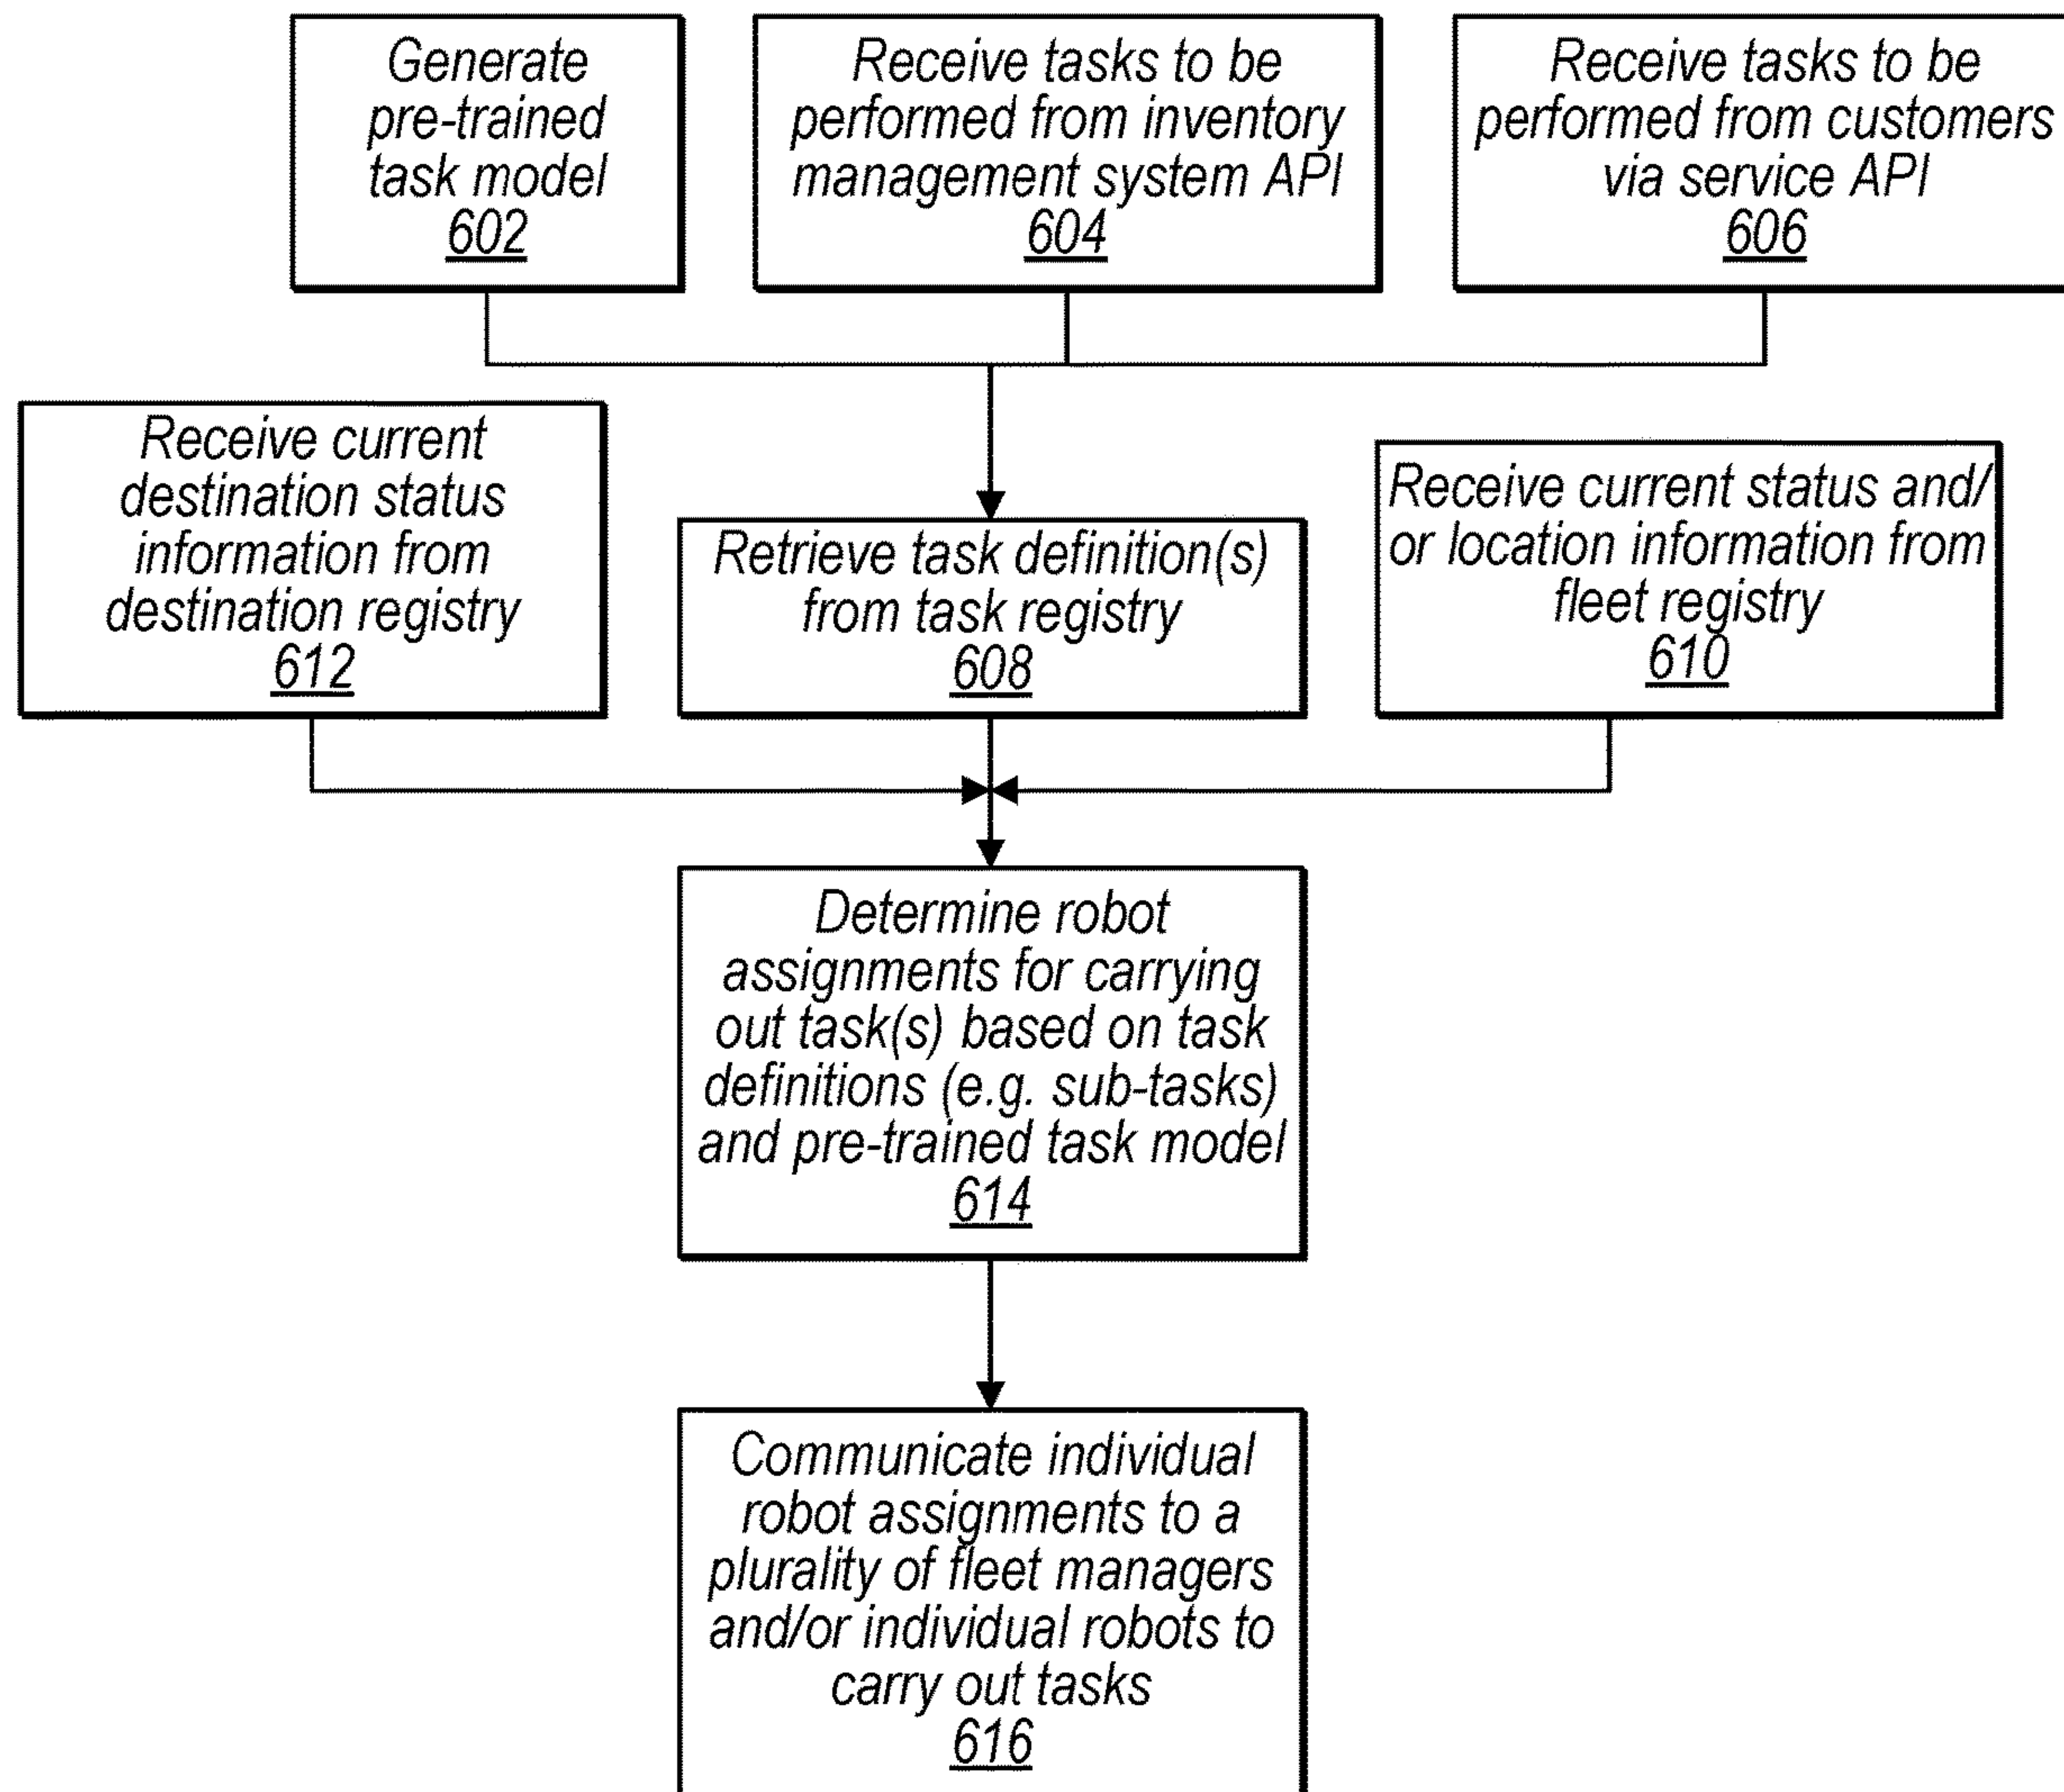 Generate
pre-trained
task model
602
Receive tasks to be
performed from inventory
management system API
604
Receive tasks to be
performed from customers
via service API
606
Receive current
destination status
information from
destination registry
612
Retrieve task definition(s)
from task registry
608
Receive current status and/
or location information from
fleet registry
610
Determine robot
assignments for carrying
out task(s) based on task
definitions (e.g. sub-tasks)
and pre-trained task model
614
Communicate individual
robot assignments to a
plurality of fleet managers
and/or individual robots to
carry out tasks
616